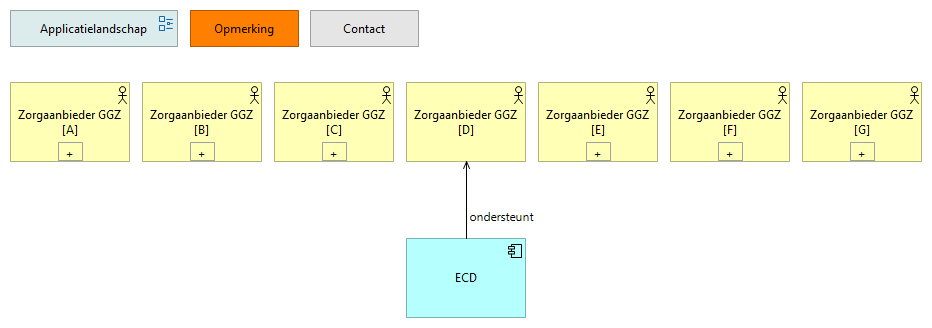 Applicatielandschap
Opmerking
Contact
Zorgaanbieder GGZ
[A]
+
Zorgaanbieder GGZ
[B]
+
Zorgaanbieder GGZ
[C]
+
Zorgaanbieder GGZ
[D]
Zorgaanbieder GGZ
[E]
+
Zorgaanbieder GGZ
[F]
+
Zorgaanbieder GGZ
[G]
+
ondersteunt
ECD